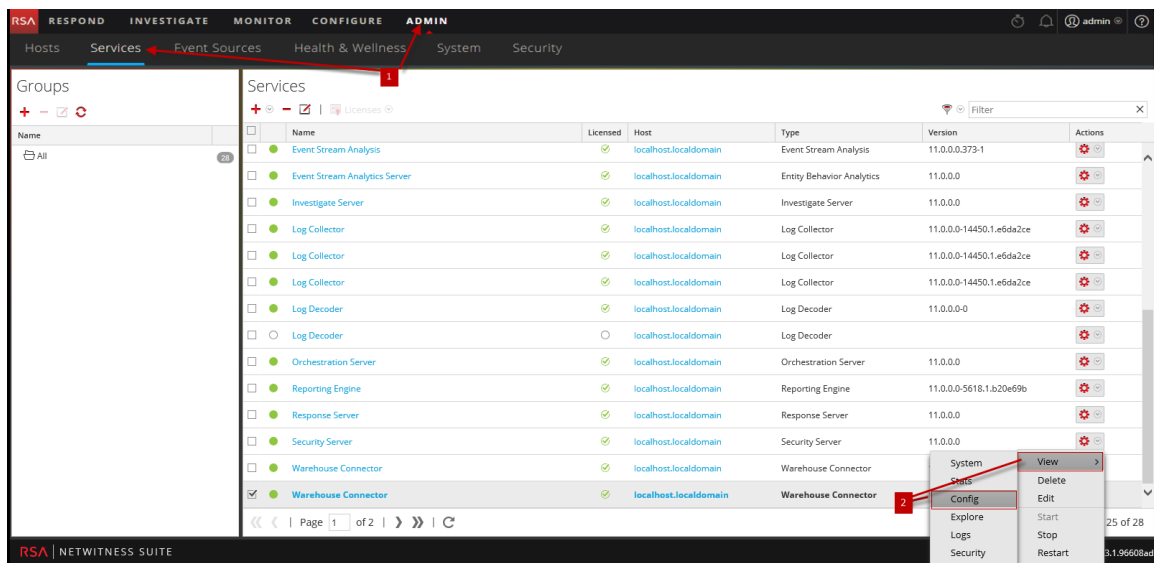 RSA RESPOND INVESTIGATE MONITOR CONFIGURE ADMIN admin ?
Hosts Services Event Sources Health & Wellness System Security
1
Groups
Services
Licenses
Filter X
Name
Name Licensed Host Type Version Actions
All 28
Event Stream Analysis localhost.localdomain Event Stream Analysis 11.0.0.0.373-1
Event Stream Analytics Server localhost.localdomain Entity Behavior Analytics 11.0.0.0
Investigate Server localhost.localdomain Investigate Server 11.0.0.0
Log Collector localhost.localdomain Log Collector 11.0.0.0-14450.1.e6da2ce
Log Collector localhost.localdomain Log Collector 11.0.0.0-14450.1.e6da2ce
Log Collector localhost.localdomain Log Collector 11.0.0.0-14450.1.e6da2ce
Log Decoder localhost.localdomain Log Decoder 11.0.0.0-0
Log Decoder localhost.localdomain Log Decoder
Orchestration Server localhost.localdomain Orchestration Server 11.0.0.0
Reporting Engine localhost.localdomain Reporting Engine 11.0.0.0-5618.1.b20e69b
Response Server localhost.localdomain Response Server 11.0.0.0
Security Server localhost.localdomain Security Server 11.0.0.0
Warehouse Connector localhost.localdomain Warehouse Connector
Warehouse Connector localhost.localdomain Warehouse Connector
System
Stats
Config
Explore
Logs
Security
View >
Delete
Edit
Start
Stop
Restart
2
Page 1 of 2
25 of 28
RSA NETWITNESS SUITE
3.1.96608ad